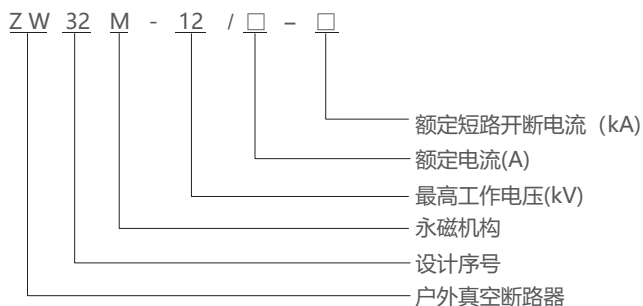 ZW 32 M - 12 / □ – □
额定短路开断电流（kA)
额定电流(A)
最高工作电压(kV)
永磁机构
设计序号
户外真空断路器